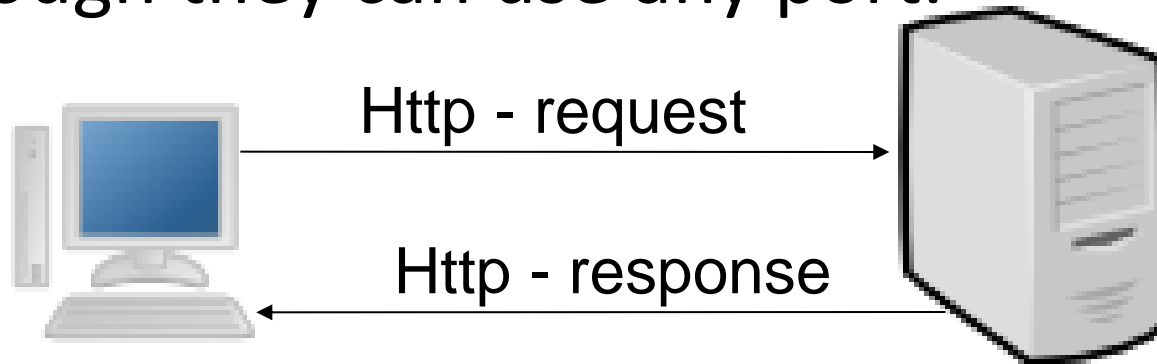 ough they can use any port.
Http - request
Http - response